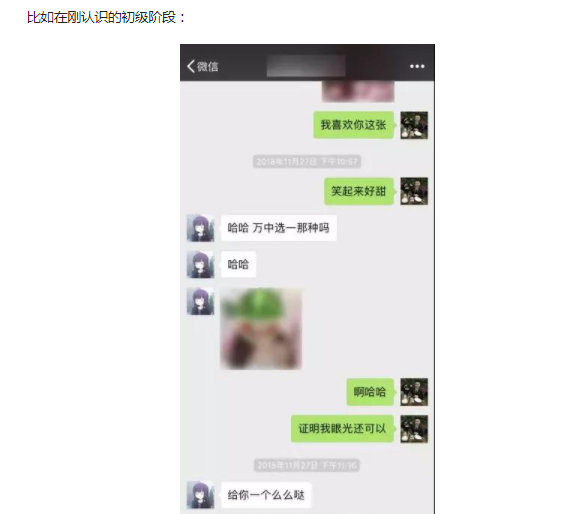 比如在刚认识的初级阶段：
微信
我喜欢你这张
2018年11月27日 下午10:57
笑起来好甜
哈哈 万中选一那种吗
哈哈
啊哈哈
证明我眼光还可以
2018年11月27日 下午11:16
给你一个么么哒